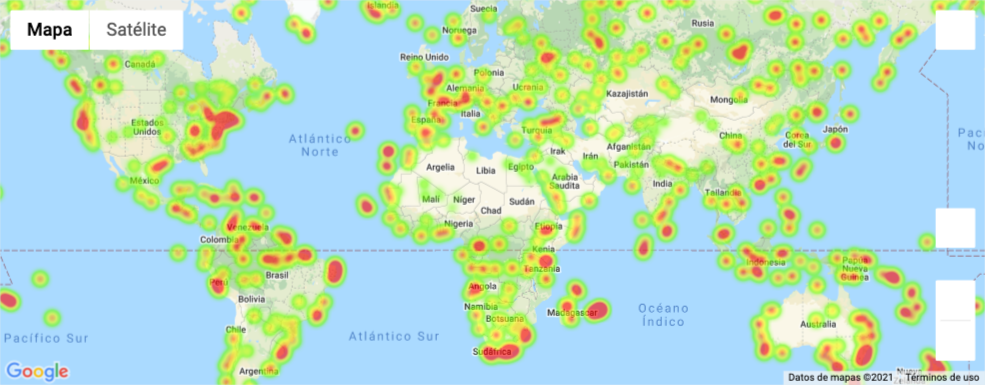 Mapa
Satélite
Islandia
Suecia
Noruega
Rusia
Canadá
Reino Unido
Polonia
Alemania
Ucrania
Kazajistán
Francia
Mongolia
Italia
Estados
Unidos
España
Turquía
China
Corea
del Sur
Japón
Atlántico
Norte
Irak
Irán
Afganistán
Pakistán
Argelia
Libia
Egipto
Arabia
Saudita
India
Tailandia
México
Malí
Níger
Chad
Sudán
Nigeria
Etiopía
Venezuela
Colombia
Kenia
Indonesia
Papúa
Nueva
Guinea
Brasil
Tanzania
Perú
Angola
Bolivia
Namibia
Botsuana
Madagascar
Océano
Índico
Chile
Australia
Pacífico Sur
Atlántico Sur
Sudáfrica
Argentina
Google
Datos de mapas ©2021
Términos de uso